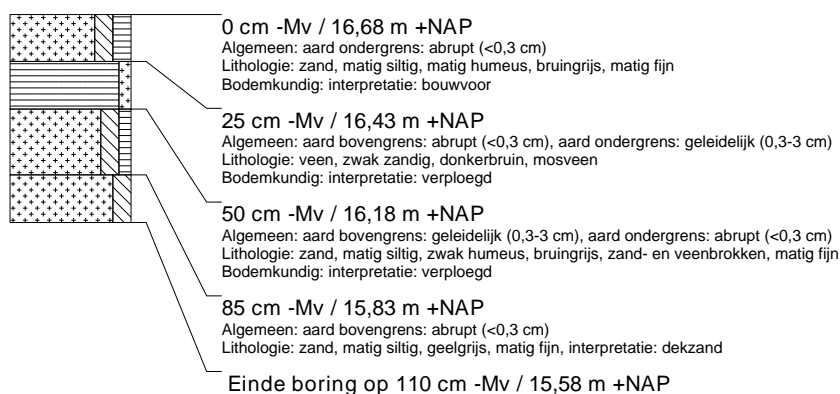 0 cm -Mv / 16,68 m +NAP
Algemeen: aard ondergrens: abrupt (<0,3 cm)
Lithologie: zand, matig siltig, matig humeus, bruingrijs, matig fijn
Bodemkundig: interpretatie: bouwvoor
25 cm -Mv / 16,43 m +NAP
Algemeen: aard bovengrens: abrupt (<0,3 cm), aard ondergrens: geleidelijk (0,3-3 cm)
Lithologie: veen, zwak zandig, donkerbruin, mosveen
Bodemkundig: interpretatie: verploegd
50 cm -Mv / 16,18 m +NAP
Algemeen: aard bovengrens: geleidelijk (0,3-3 cm), aard ondergrens: abrupt (<0,3 cm)
Lithologie: zand, matig siltig, zwak humeus, bruingrijs, zand- en veenbrokken, matig fijn
Bodemkundig: interpretatie: verploegd
85 cm -Mv / 15,83 m +NAP
Algemeen: aard bovengrens: abrupt (<0,3 cm)
Lithologie: zand, matig siltig, geelgrijs, matig fijn, interpretatie: dekzand
Einde boring op 110 cm -Mv / 15,58 m +NAP